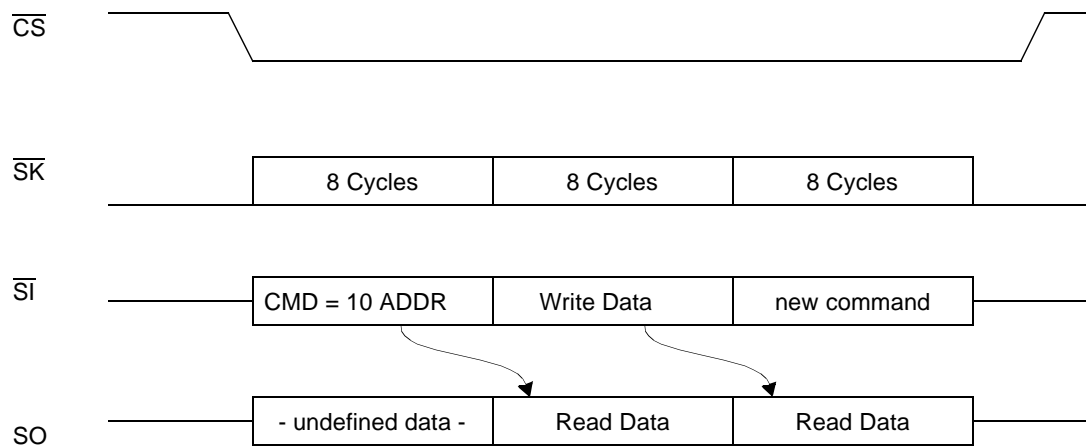 CS
SK
8 Cycles 8 Cycles 8 Cycles
SI
CMD = 10 ADDR Write Data new command
- undefined data - Read Data Read Data
SO